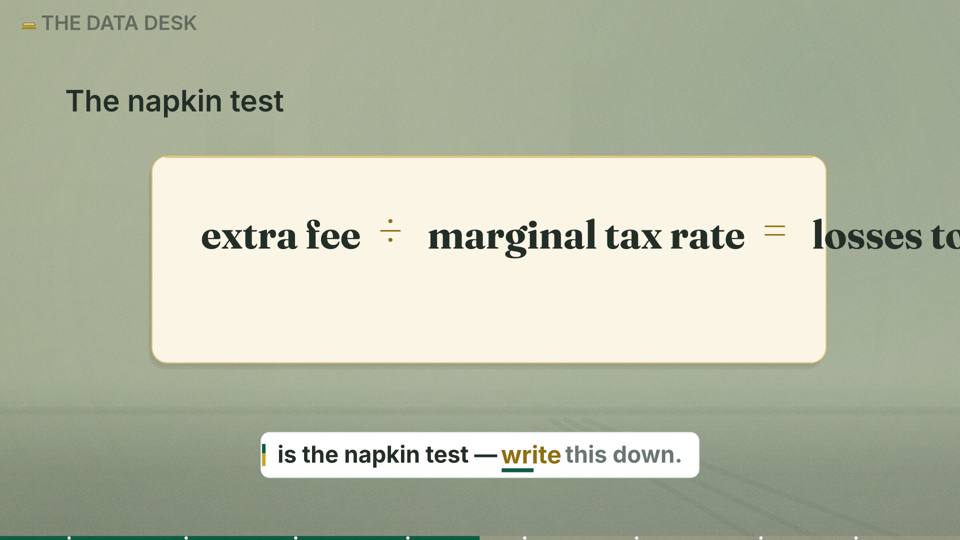 THE DATA DESK
The napkin test
extra fee ÷ marginal tax rate = losses
is the napkin test — write this down.